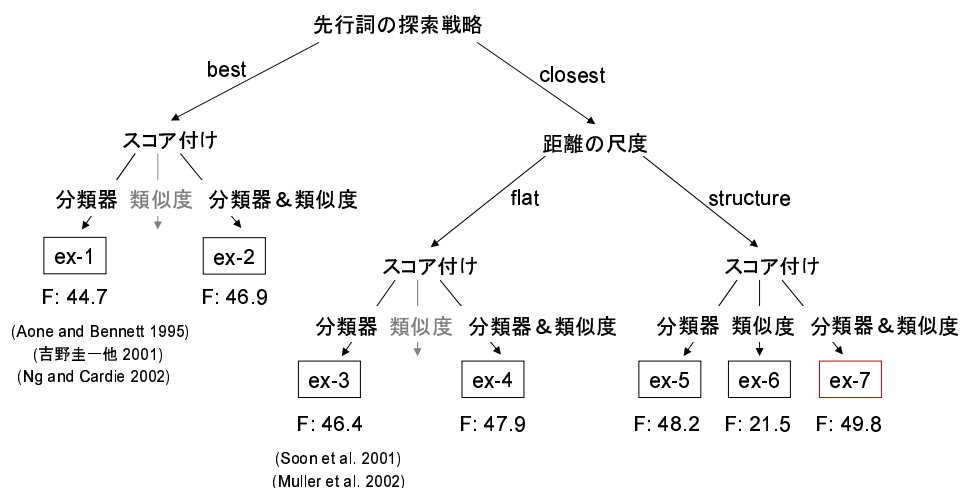 先行詞の探索戦略
best
closest
スコア付け
距離の尺度
分類器 類似度 分類器&類似度
flat
structure
ex-1
ex-2
スコア付け
スコア付け
F: 44.7
F: 46.9
(Aone and Bennett 1995)
(吉野圭一他 2001)
(Ng and Cardie 2002)
分類器 類似度 分類器&類似度
分類器 類似度 分類器&類似度
ex-3
ex-4
ex-5
ex-6
ex-7
F: 46.4
F: 47.9
F: 48.2
F: 21.5
F: 49.8
(Soon et al. 2001)
(Muller et al. 2002)